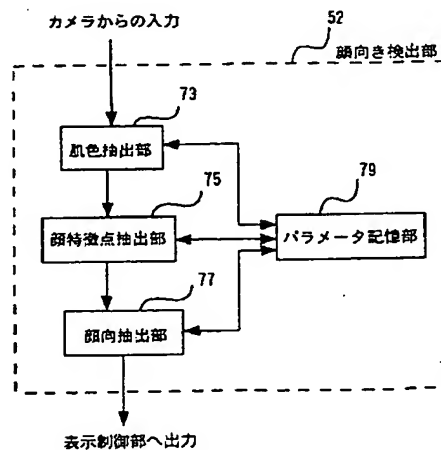 カメラからの入力
52
顔向き検出部
73
肌色抽出部
75
79
顔特徴点抽出部
パラメータ記憶部
77
顔向抽出部
表示制御部へ出力